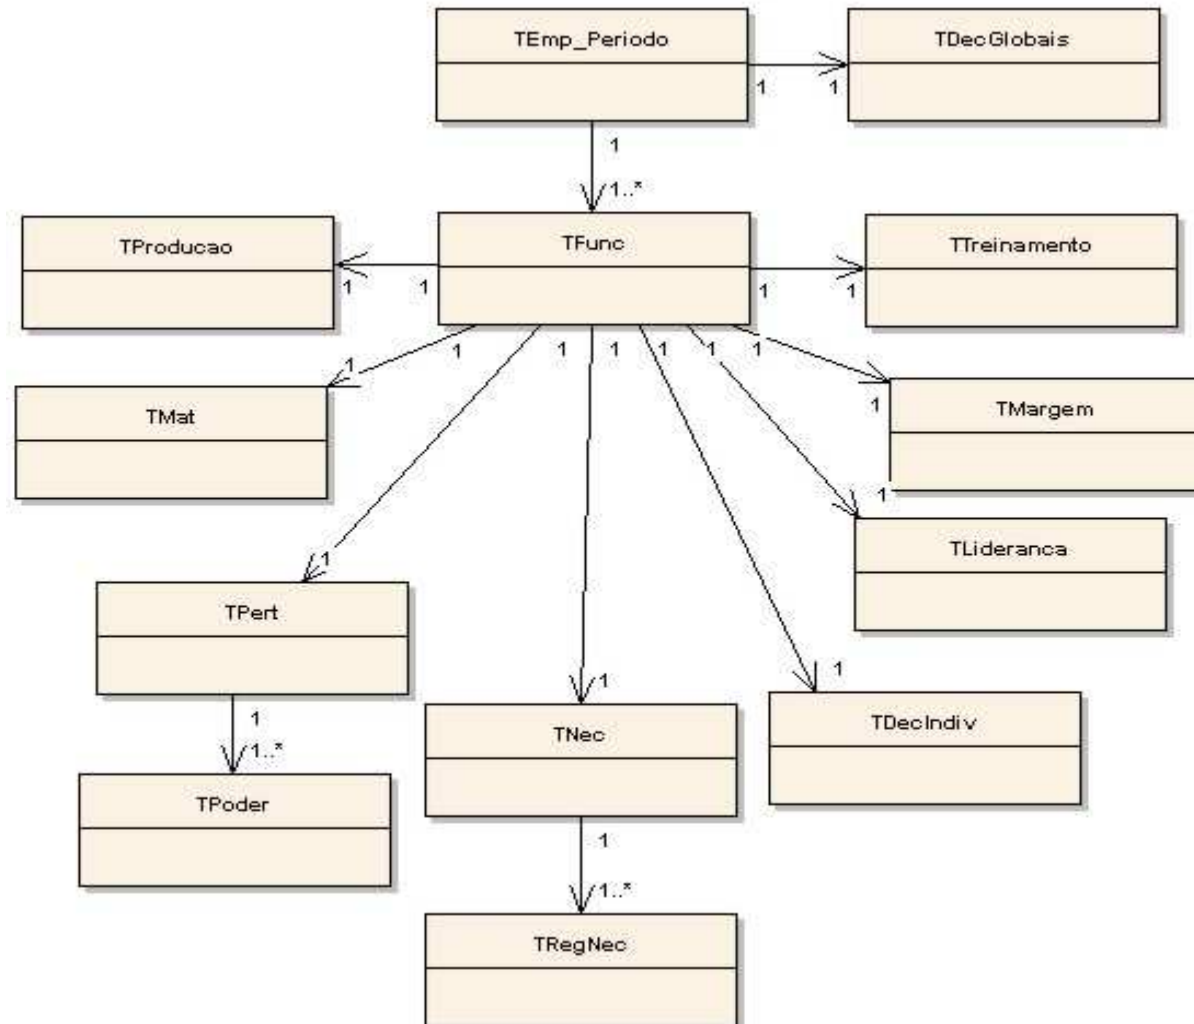 TEmp_Periodo
TDecGlobais
1
1
1
1..*
TProducao
TFunc
TTreinamento
1
1
1
1
1
1
1
1
1
1
1
TMat
1
TMargem
1
TLideranca
1
TPert
1
1
TNec
TDecIndiv
1
1..*
TPoder
1
1..*
TRegNec